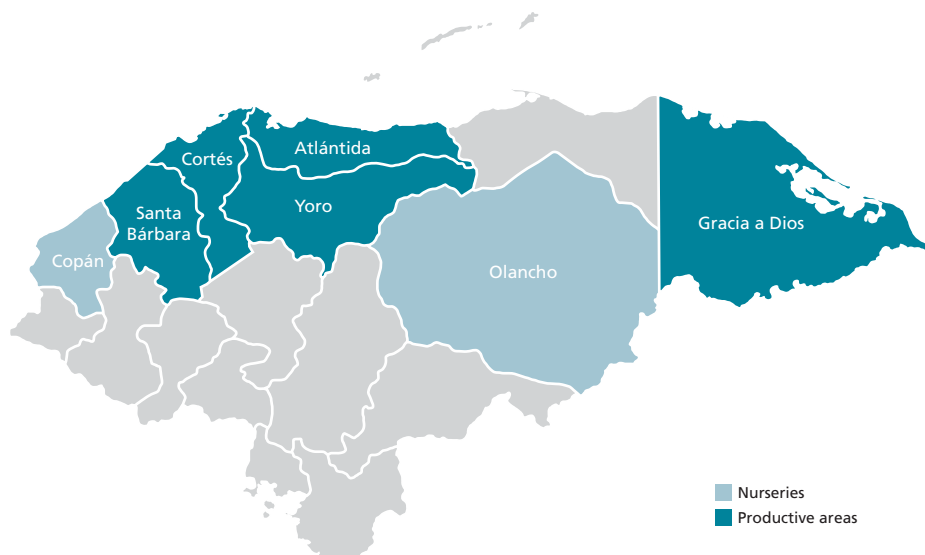 Atlántida
Cortés
Yoro
Santa
Bárbara
Gracia a Dios
Copán
Olancho
Nurseries
Productive areas